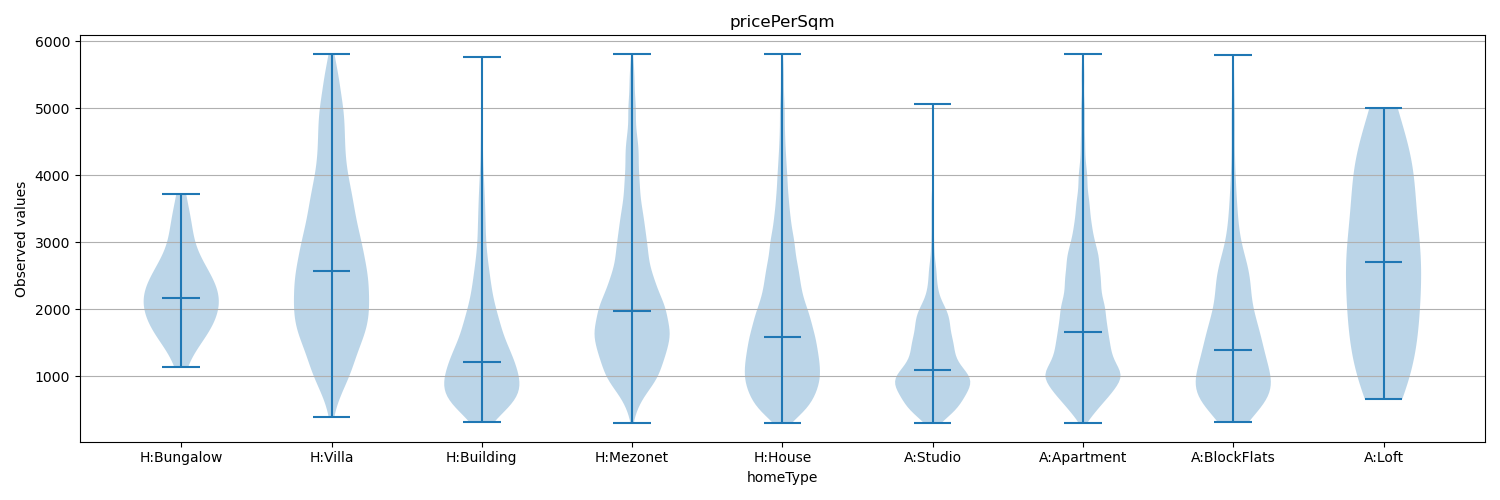 pricePerSqm
6000
5000
4000
3000
2000
1000
Observed values
H:Bungalow H:Villa H:Building H:Mezonet H:House A:Studio A:Apartment A:BlockFlats A:Loft
homeType